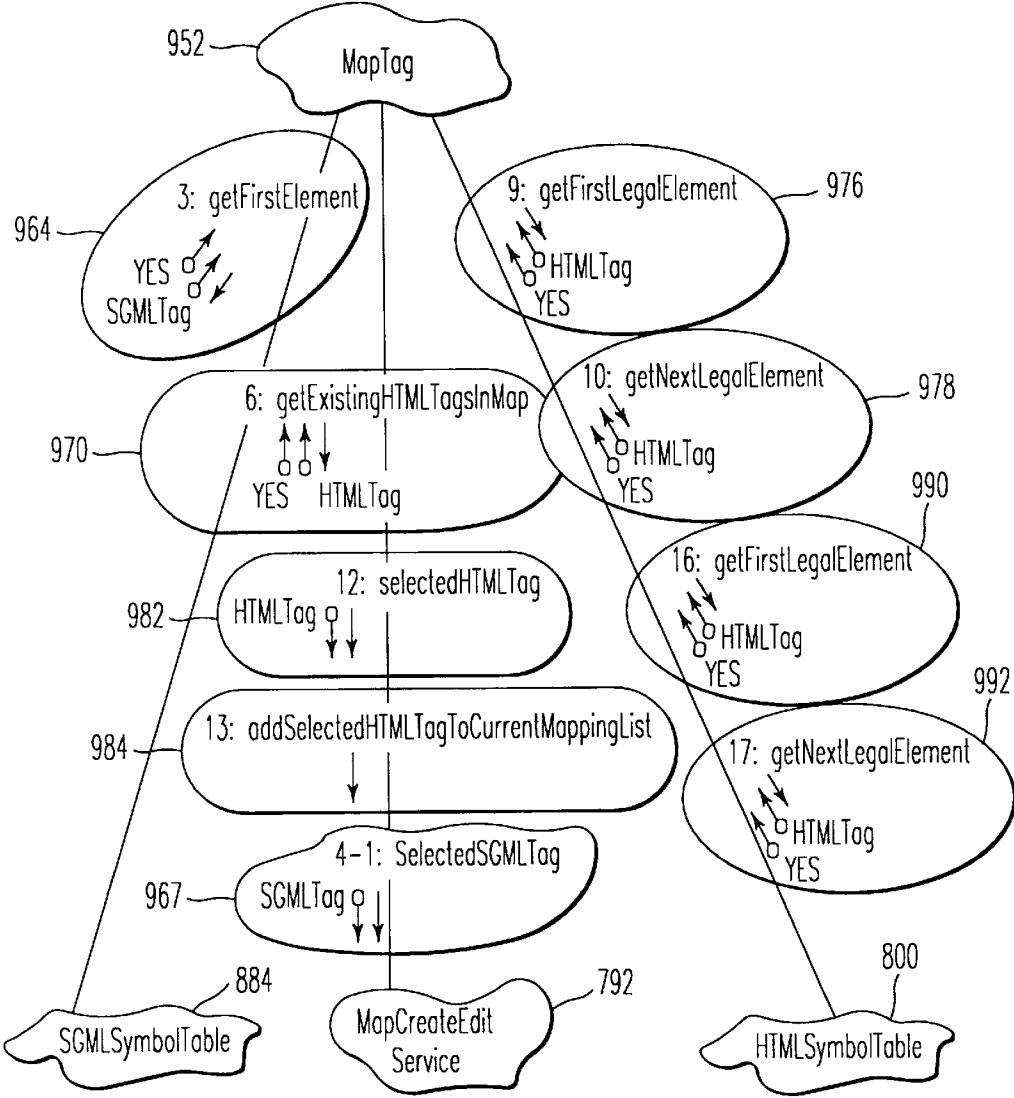 952
MapTag
964
3: getFirstElement
YES
SGMLTag
9: getFirstLegalElement
976
HTMLTag
YES
970
6: getExistingHTMLTagsInMap
YES
HTMLTag
10: getNextLegalElement
978
HTMLTag
YES
982
12: selectedHTMLTag
HTMLTag
990
16: getFirstLegalElement
HTMLTag
YES
984
13: addSelectedHTMLTagToCurrentMappingList
992
17: getNextLegalElement
HTMLTag
YES
967
4-1: SelectedSGMLTag
SGMLTag
884
SGMLSymbolTable
792
MapCreateEdit
Service
800
HTMLSymbolTable